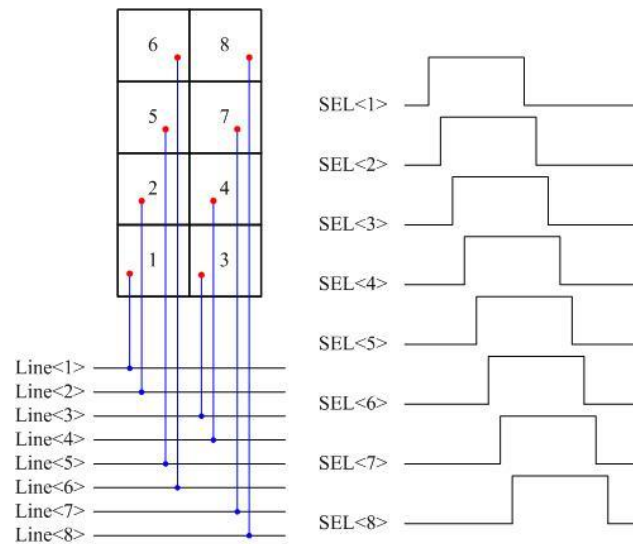 6 8
5 7
2 4
1 3
Line<1>
Line<2>
Line<3>
Line<4>
Line<5>
Line<6>
Line<7>
Line<8>
SEL<1>
SEL<2>
SEL<3>
SEL<4>
SEL<5>
SEL<6>
SEL<7>
SEL<8>